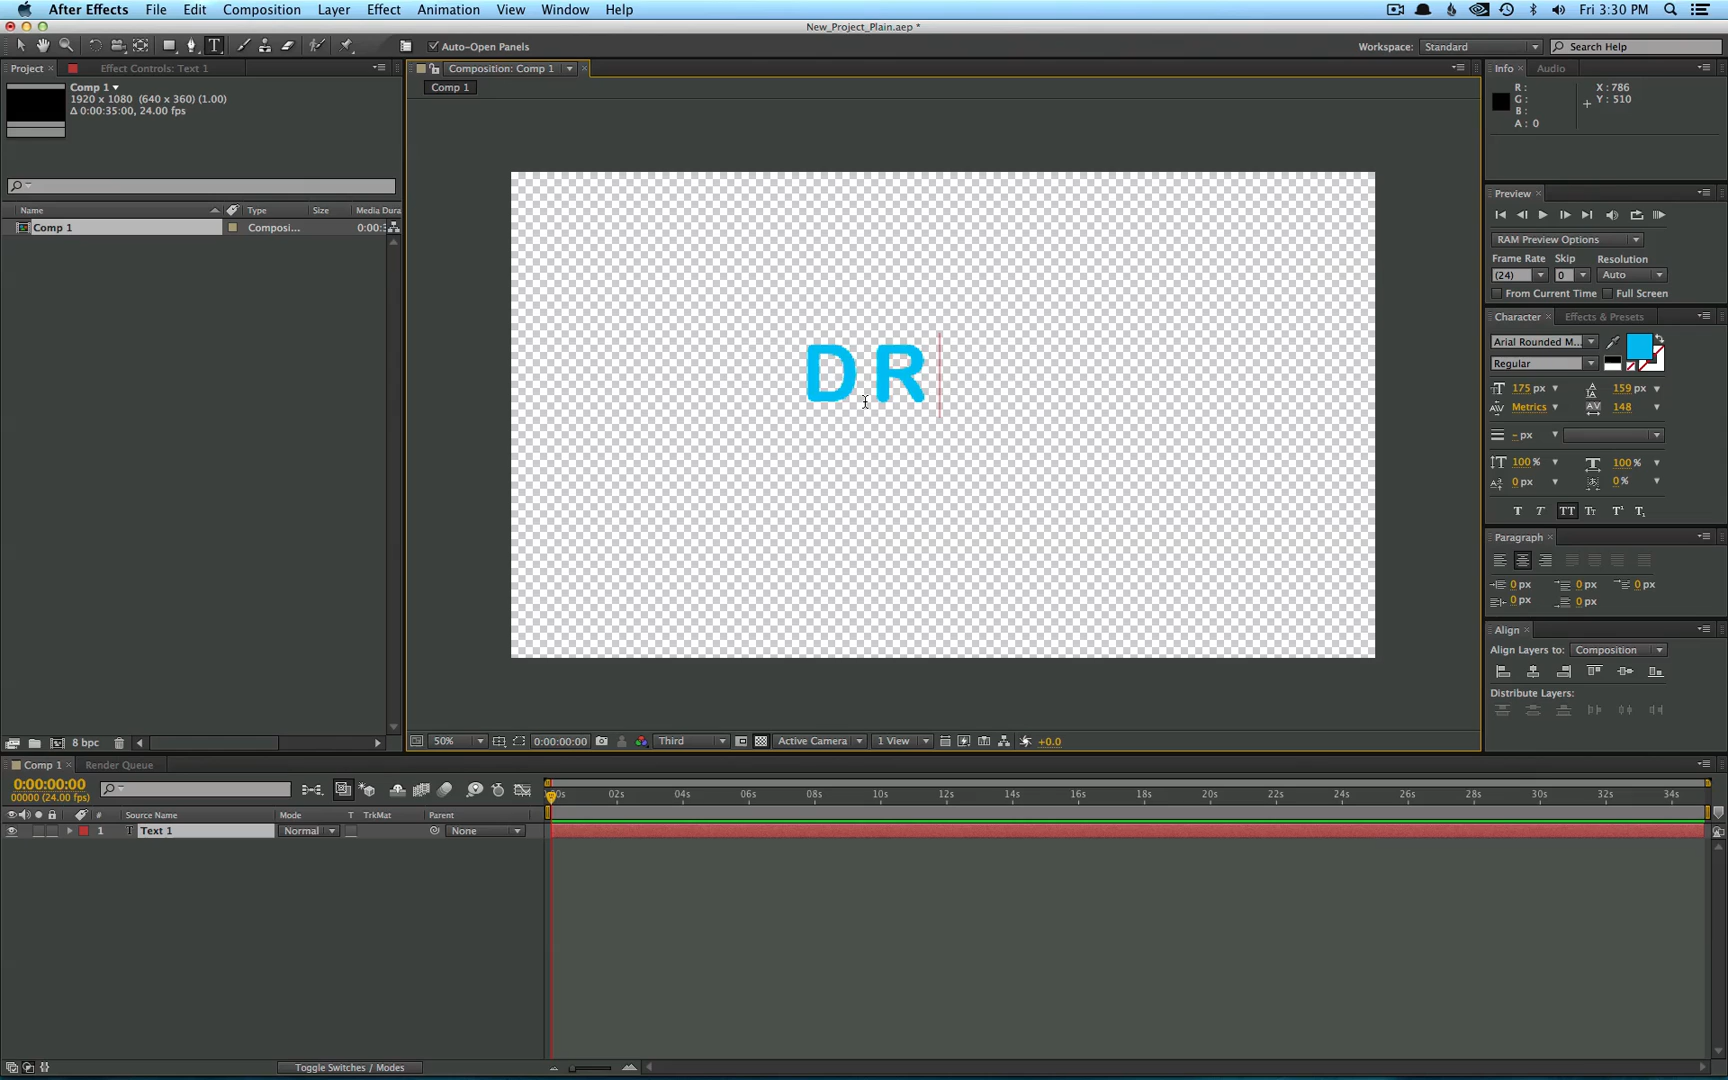 After Effects File Edit Composition Layer Effect Animation View Window Help Fri 3:30 PM
New_Project_Plain.aep *
Auto-Open Panels Workspace: Standard Search Help
Project Effect Controls: Text 1 Composition: Comp 1 Info Audio
Comp 1
1920 x 1080 (640 x 360) (1.00)
Δ 0:00:35:00, 24.00 fps
Comp 1
R :
G :
B :
A : 0
X : 786
Y : 510
Name Type Size Media Dura
Comp 1 Composi... 0:00:3
D R
Preview
RAM Preview Options
Frame Rate Skip Resolution
(24) 0 Auto
From Current Time Full Screen
Character Effects & Presets
Arial Rounded M...
Regular
175 px 159 px
Metrics 148
- px
100 % 100 %
0 px 0 %
T T TT Tr T¹ T₁
Paragraph
0 px 0 px 0 px
0 px 0 px
Align
Align Layers to: Composition
Distribute Layers:
8 bpc
50% 0:00:00:00 Third Active Camera 1 View +0.0
Comp 1 Render Queue
0:00:00:00
00000 (24.00 fps)
00s 02s 04s 06s 08s 10s 12s 14s 16s 18s 20s 22s 24s 26s 28s 30s 32s 34s
# Source Name Mode T TrkMat Parent
1 T Text 1 Normal None
Toggle Switches / Modes